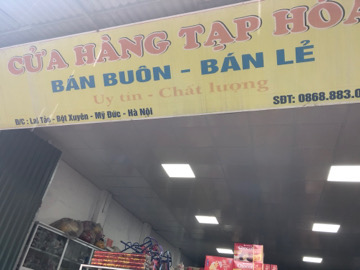 CỬA HÀNG TẠP HÓA
BÁN BUÔN - BÁN LẺ
Uy tín - Chất lượng
Đ/C : Lai Tảo - Bột Xuyên - Mỹ Đức - Hà Nội
SĐT: 0868.883.0